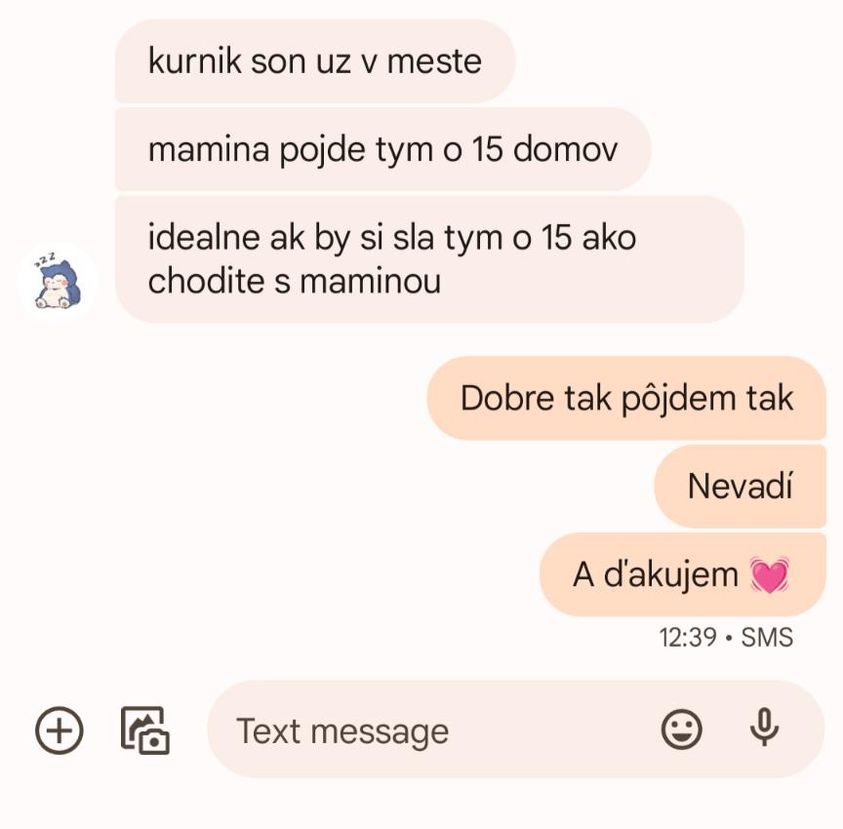 kurnik son uz v meste
mamina pojde tym o 15 domov
idealne ak by si sla tym o 15 ako
chodite s maminou
zzz
Dobre tak pôjdem tak
Nevadí
A ďakujem 💓
12:39 • SMS
Text message